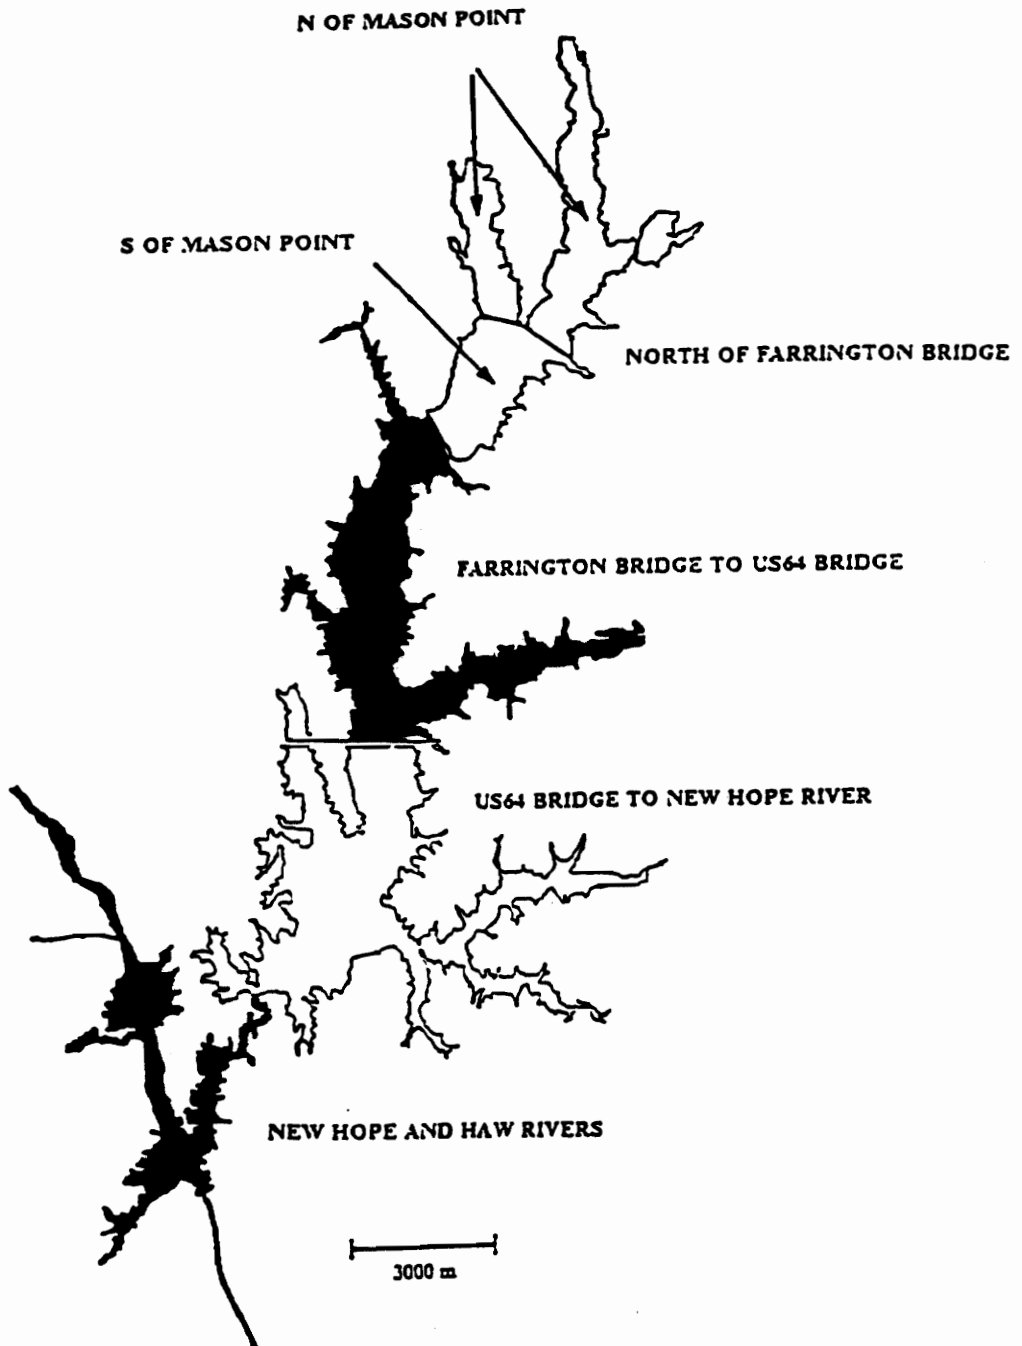 N OF MASON POINT
S OF MASON POINT
NORTH OF FARRINGTON BRIDGE
FARRINGTON BRIDGE TO US64 BRIDGE
US64 BRIDGE TO NEW HOPE RIVER
NEW HOPE AND HAW RIVERS
3000 m